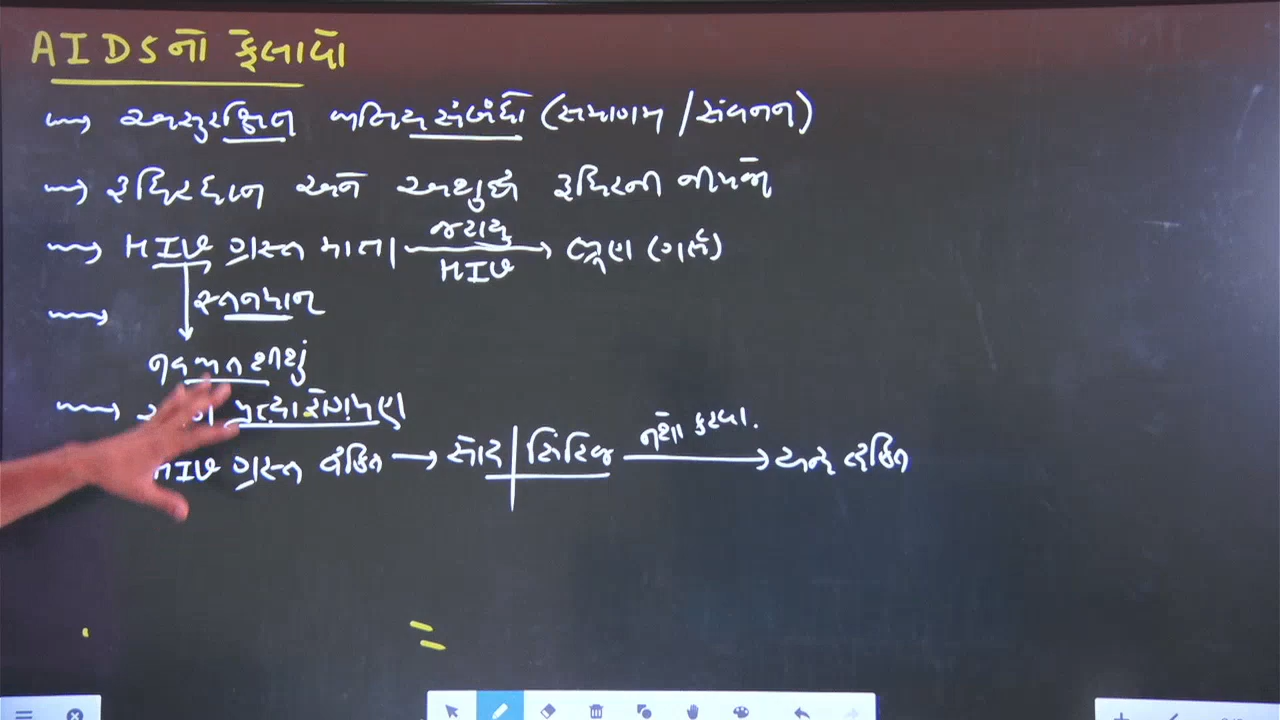 AIDSનો ફેલાવો
અસુરક્ષિત જાતિય સંબંધો (સમાગમ / સંવનન)
રૂધિરદાન અને અશુદ્ધ રૂધિરની નીપજો
HIV ગ્રસ્ત માતા જરાયુ HIV ભ્રૂણ (ગર્ભ)
સ્તનપાન
નવજાત શીશું
પ્રત્યારોપણ
HIV ગ્રસ્ત વ્યક્તિ સોય સિરિંજ નશો કરવા. અન્ય વ્યક્તિ